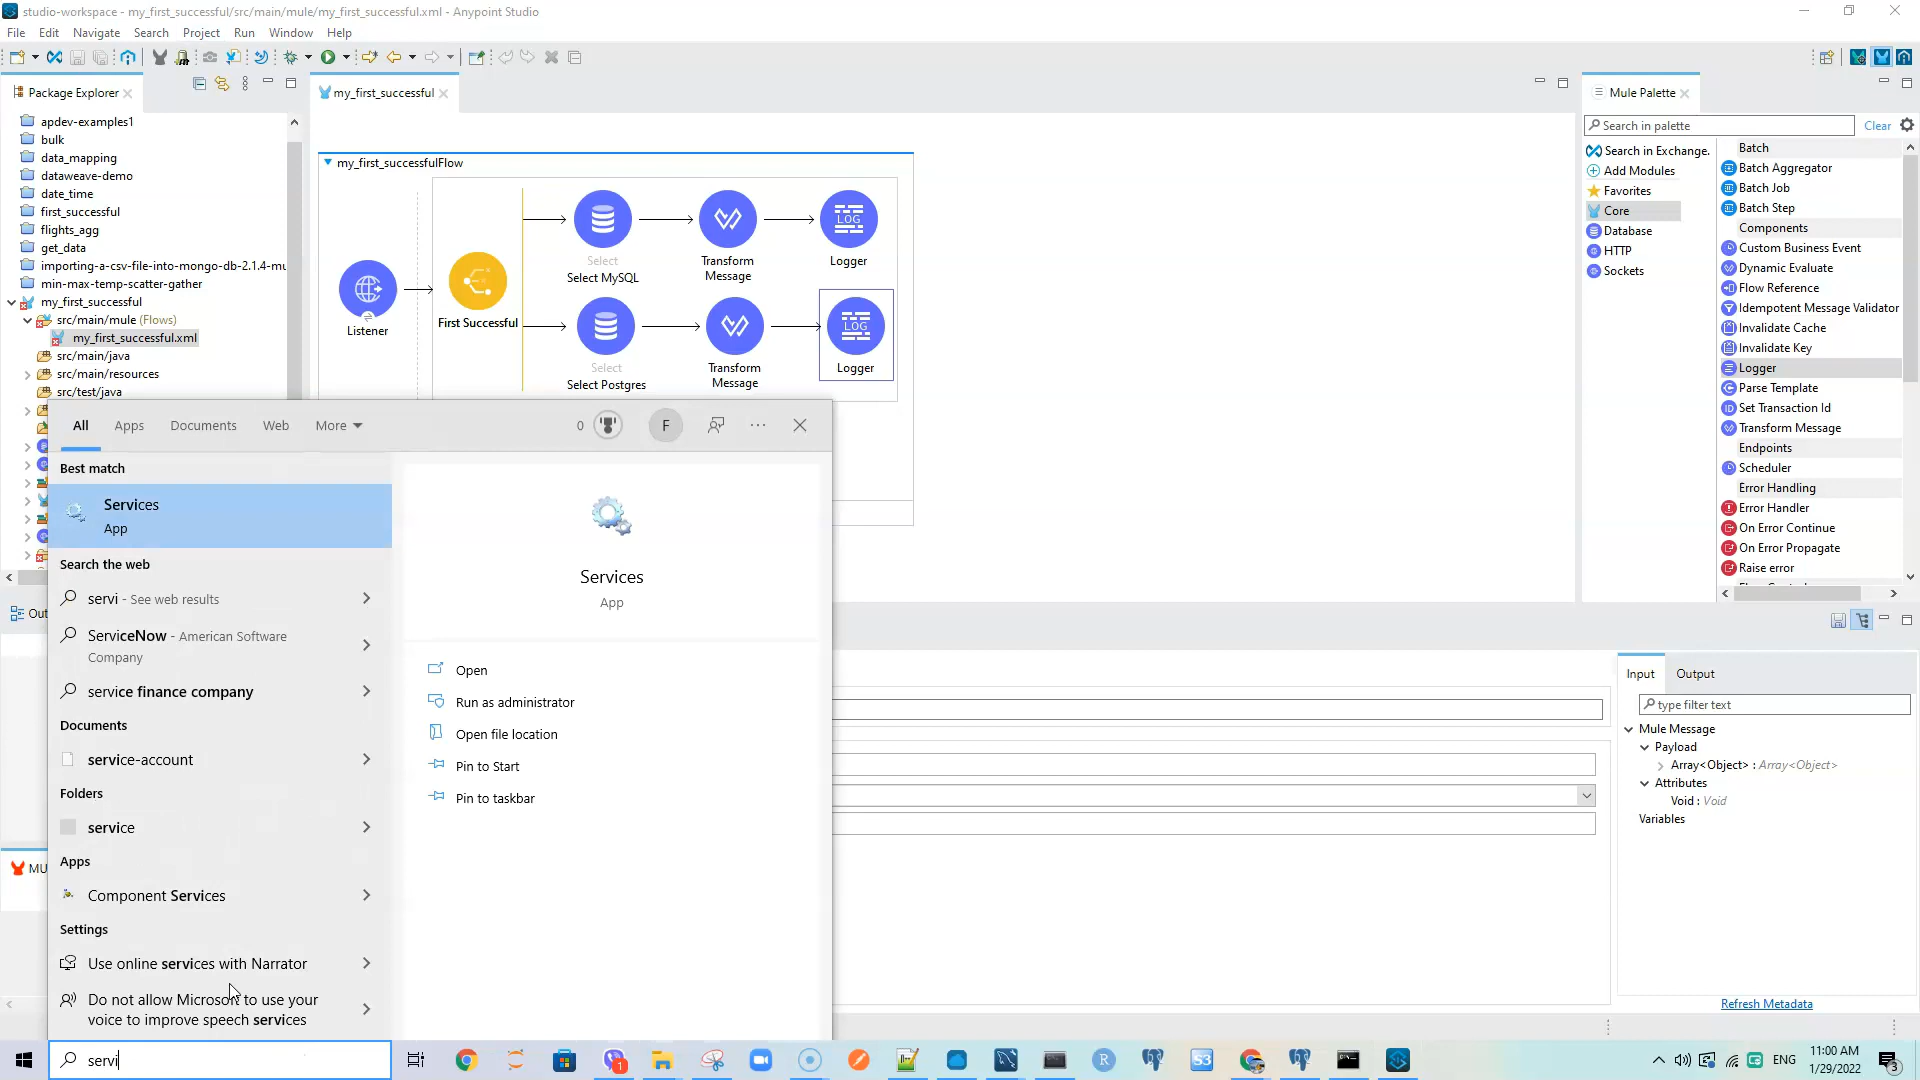 studio-workspace - my_first_successful/src/main/mule/my_first_successful.xml - Anypoint Studio
File Edit Navigate Search Project Run Window Help
Package Explorer
my_first_successful
Mule Palette
apdev-examples1
bulk
data_mapping
dataweave-demo
date_time
first_successful
flights_agg
get_data
importing-a-csv-file-into-mongo-db-2.1.4-mu
min-max-temp-scatter-gather
my_first_successful
src/main/mule (Flows)
my_first_successful.xml
src/main/java
src/main/resources
src/test/java
my_first_successfulFlow
Listener
First Successful
Select
Select MySQL
Transform
Message
LOG
Logger
Select
Select Postgres
Transform
Message
LOG
Logger
Search in palette
Clear
Search in Exchange.
Add Modules
Favorites
Core
Database
HTTP
Sockets
Batch
Batch Aggregator
Batch Job
Batch Step
Components
Custom Business Event
Dynamic Evaluate
Flow Reference
Idempotent Message Validator
Invalidate Cache
Invalidate Key
Logger
Parse Template
Set Transaction Id
Transform Message
Endpoints
Scheduler
Error Handling
Error Handler
On Error Continue
On Error Propagate
Raise error
Out
MU
All Apps Documents Web More
0
F
Best match
Services
App
Search the web
servi - See web results
ServiceNow - American Software
Company
service finance company
Documents
service-account
Folders
service
Apps
Component Services
Settings
Use online services with Narrator
Do not allow Microsoft to use your
voice to improve speech services
Services
App
Open
Run as administrator
Open file location
Pin to Start
Pin to taskbar
Input Output
type filter text
Mule Message
Payload
Array<Object> : Array<Object>
Attributes
Void : Void
Variables
Refresh Metadata
servi
1
R
S3
ENG
11:00 AM
1/29/2022
3